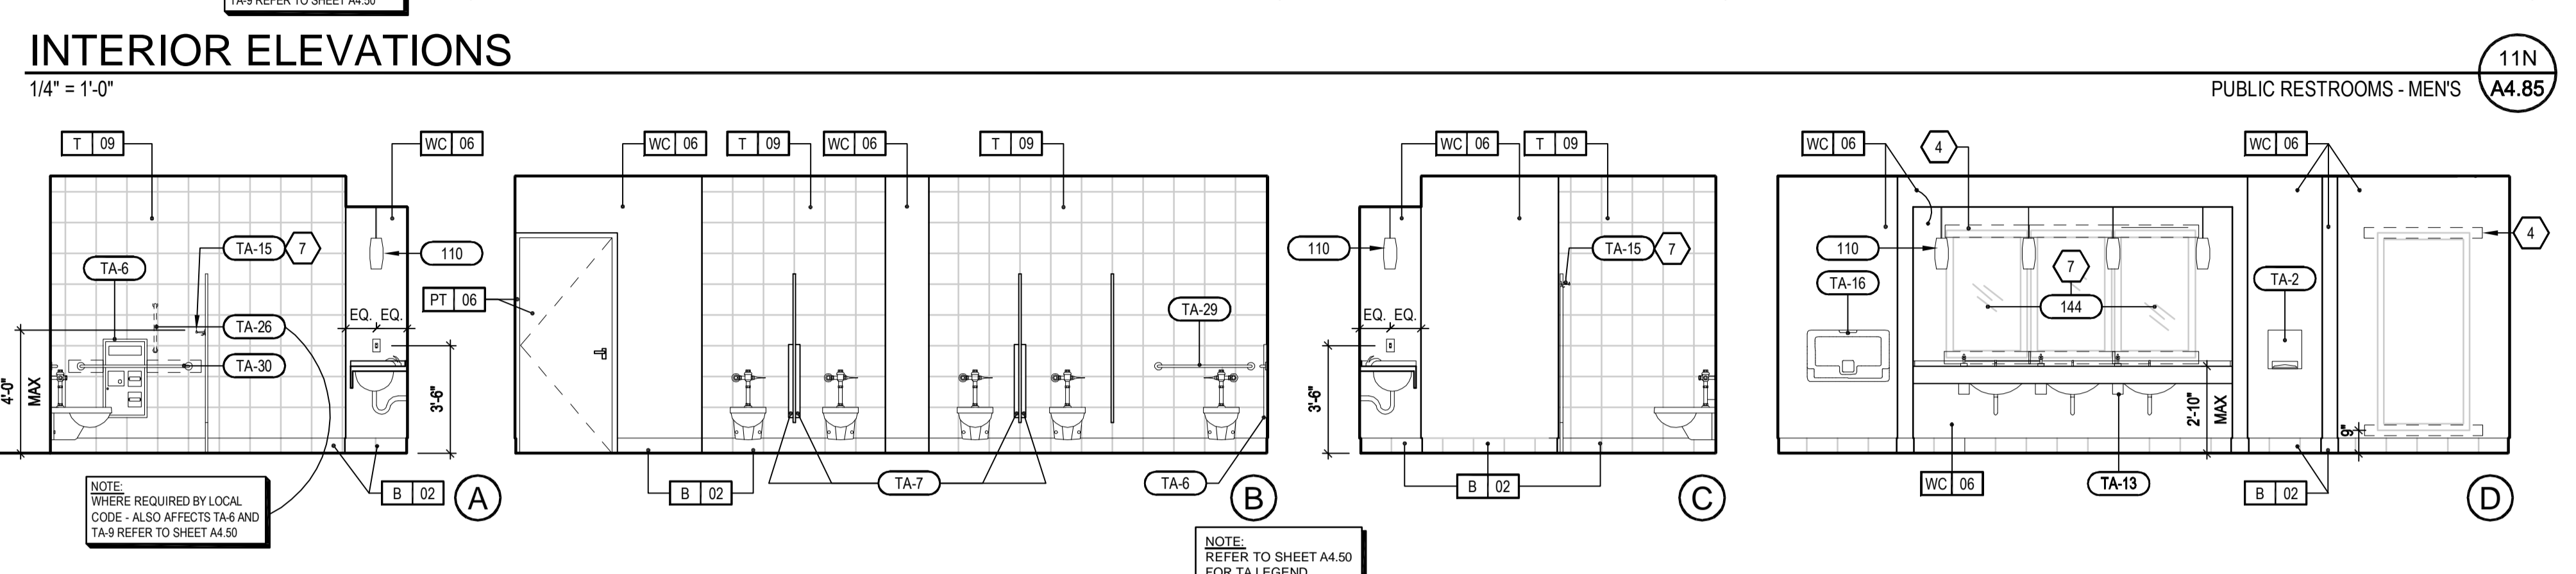 TA-9 REFER TO SHEET A4.50
INTERIOR ELEVATIONS
1/4" = 1'-0"
PUBLIC RESTROOMS - MEN'S
11N
A4.85
T 09
WC 06
TA-15 7
TA-6
110
TA-26
EQ. EQ.
TA-30
4'-0"
MAX
3'-6"
NOTE:
WHERE REQUIRED BY LOCAL
CODE - ALSO AFFECTS TA-6 AND
TA-9 REFER TO SHEET A4.50
B 02
A
WC 06
T 09
WC 06
T 09
PT 06
TA-29
B 02
TA-7
TA-6
B
WC 06
T 09
110
TA-15 7
EQ. EQ.
3'-6"
B 02
C
NOTE:
REFER TO SHEET A4.50
FOR TA LEGEND
WC 06
4
WC 06
110
7
4
TA-16
144
TA-2
2'-10"
MAX
9"
WC 06
TA-13
B 02
D